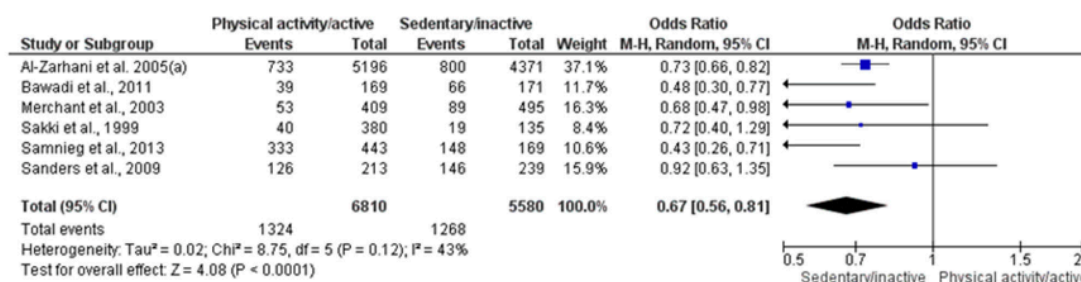 Physical activity/active Sedentary/inactive Odds Ratio Odds Ratio
Study or Subgroup Events Total Events Total Weight M-H, Random, 95% CI M-H, Random, 95% CI
Al-Zarhani et al. 2005(a) 733 5196 800 4371 37.1% 0.73 [0.66, 0.82]
Bawadi et al., 2011 39 169 66 171 11.7% 0.48 [0.30, 0.77]
Merchant et al., 2003 53 409 89 495 16.3% 0.68 [0.47, 0.98]
Sakki et al., 1999 40 380 19 135 8.4% 0.72 [0.40, 1.29]
Samnieg et al., 2013 333 443 148 169 10.6% 0.43 [0.26, 0.71]
Sanders et al., 2009 126 213 146 239 15.9% 0.92 [0.63, 1.35]
Total (95% CI) 6810 5580 100.0% 0.67 [0.56, 0.81]
Total events 1324 1268
Heterogeneity: Tau² = 0.02; Chi² = 8.75, df = 5 (P = 0.12); I² = 43%
Test for overall effect: Z = 4.08 (P < 0.0001)
0.5 0.7 1 1.5 2
Sedentary/inactive Physical activity/active